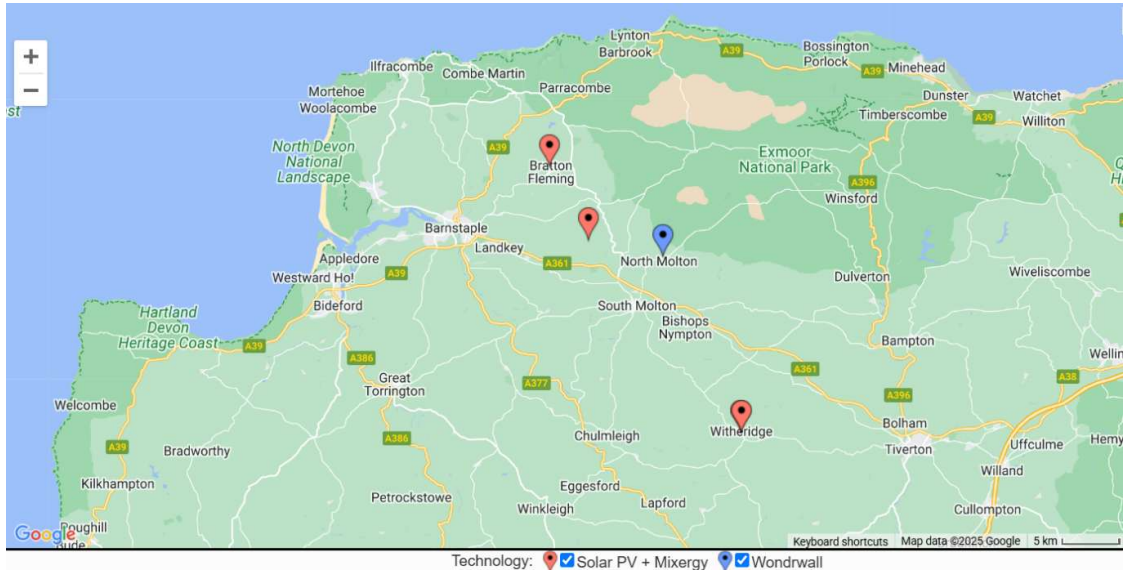 +
−
est
Lynton
Barbrook
A39
Bossington
Porlock
A39
Minehead
Ilfracombe
Combe Martin
Mortehoe
Woolacombe
Parracombe
Dunster
Watchet
Timberscombe
A39
Williton
North Devon
National
Landscape
A39
Bratton
Fleming
Exmoor
National Park
A396
Winsford
Barnstaple
Landkey
A361
North Molton
Appledore
Westward Ho!
A39
Bideford
Dulverton
Wiveliscombe
South Molton
Bishops
Nympton
Hartland
Devon
Heritage Coast
A39
A386
Bampton
A361
A38
A396
Great
Torrington
A377
Welcombe
Witheridge
Bolham
Tiverton
Uffculme
A39
Bradworthy
A386
Chulmleigh
Willand
Kilkhampton
Petrockstowe
Eggesford
Lapford
Winkleigh
Cullompton
Google
Keyboard shortcuts Map data ©2025 Google 5 km
Technology: Solar PV + Mixergy Wondrwall